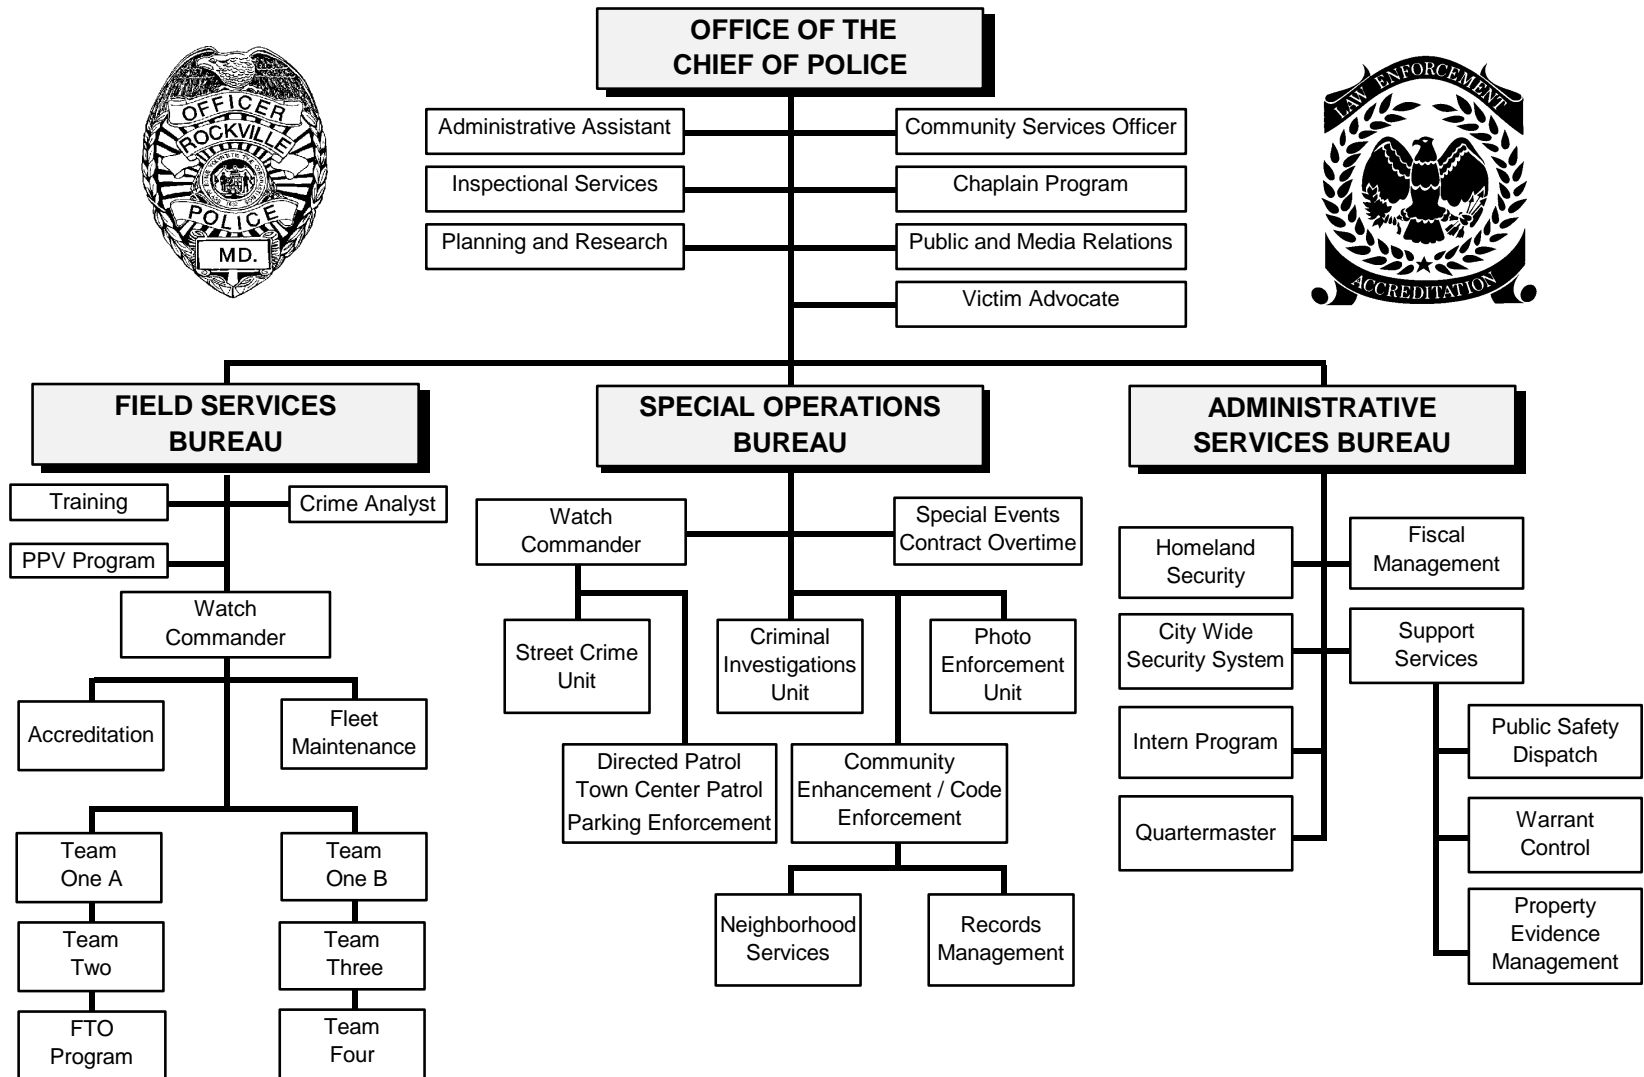 OFFICE OF THE
CHIEF OF POLICE
OFFICER
ROCKVILLE
POLICE
MD.
LAW ENFORCEMENT
ACCREDITATION
Administrative Assistant
Community Services Officer
Inspectional Services
Chaplain Program
Planning and Research
Public and Media Relations
Victim Advocate
FIELD SERVICES
BUREAU
Training
Crime Analyst
PPV Program
Watch
Commander
Accreditation
Fleet
Maintenance
Team
One A
Team
One B
Team
Two
Team
Three
FTO
Program
Team
Four
SPECIAL OPERATIONS
BUREAU
Watch
Commander
Special Events
Contract Overtime
Street Crime
Unit
Criminal
Investigations
Unit
Photo
Enforcement
Unit
Directed Patrol
Town Center Patrol
Parking Enforcement
Community
Enhancement / Code
Enforcement
Neighborhood
Services
Records
Management
ADMINISTRATIVE
SERVICES BUREAU
Homeland
Security
Fiscal
Management
City Wide
Security System
Support
Services
Intern Program
Quartermaster
Public Safety
Dispatch
Warrant
Control
Property
Evidence
Management